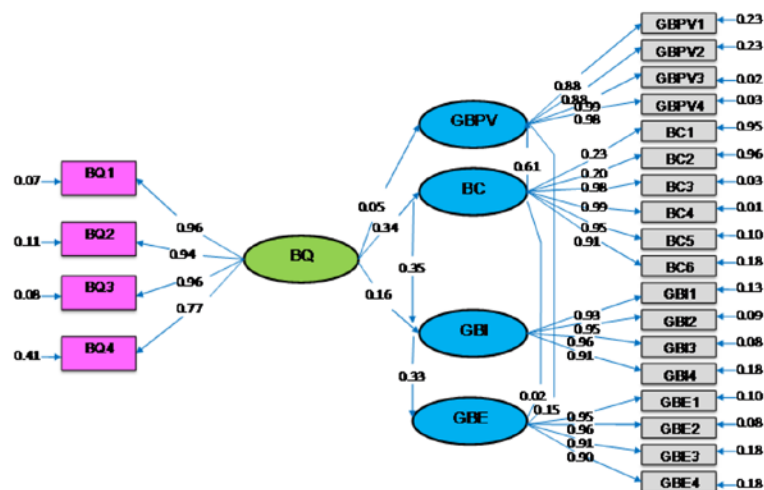 GBPV1
0.23
GBPV2
0.23
GBPV3
0.02
GBPV4
0.03
BC1
0.95
BC2
0.96
BC3
0.03
BC4
0.01
BC5
0.10
BC6
0.18
GBI1
0.13
GBI2
0.09
GBI3
0.08
GBI4
0.18
GBE1
0.10
GBE2
0.08
GBE3
0.18
GBE4
0.18
0.88
0.88
0.99
0.98
GBPV
0.61
0.23
0.20
0.98
0.99
0.95
0.91
BC
0.05
0.34
0.35
0.16
BQ
0.07
BQ1
0.96
0.11
BQ2
0.94
0.08
BQ3
0.96
0.41
BQ4
0.77
GBI
0.93
0.95
0.96
0.91
0.33
0.02
0.15
GBE
0.95
0.96
0.91
0.90